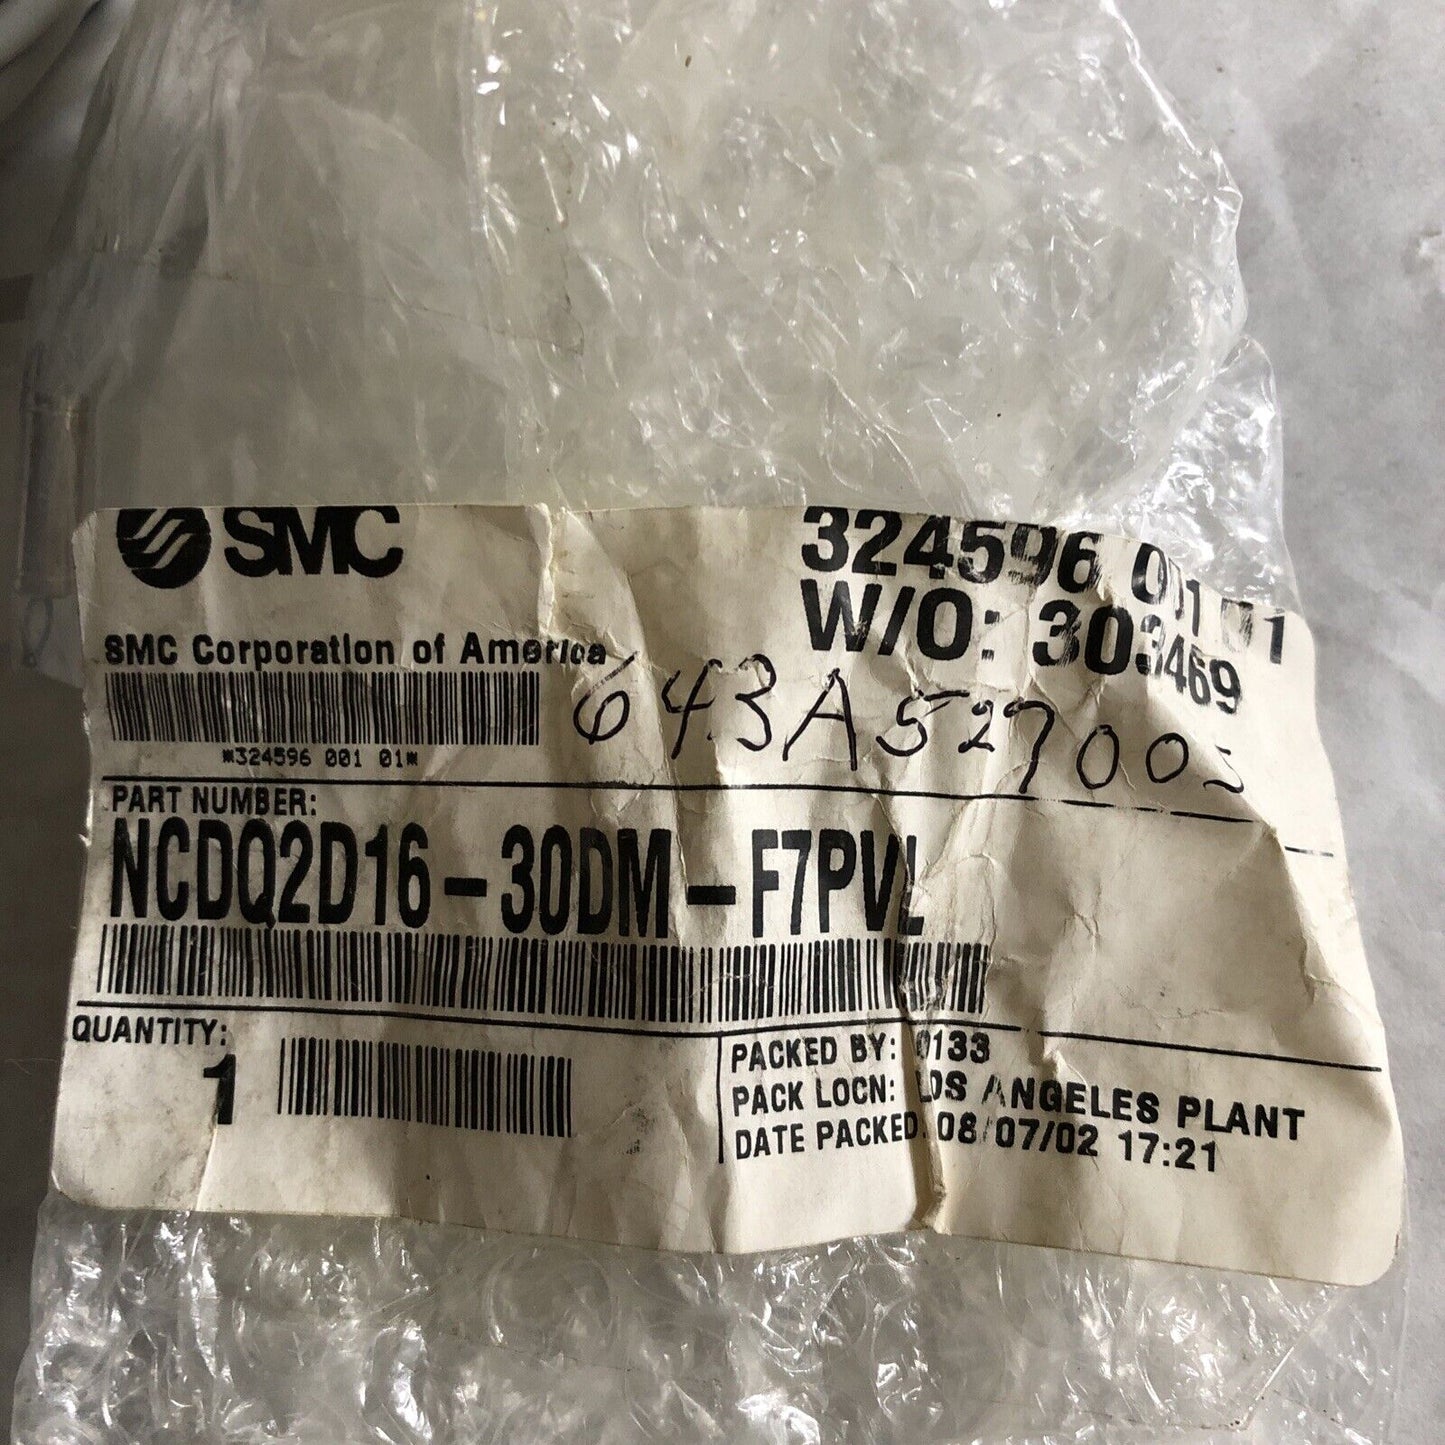 SMC
324596 001 01
W/O: 303469
SMC Corporation of America
643A527005
*324596 001 01*
PART NUMBER:
NCDQ2D16-30DM-F7PVL
QUANTITY:
1
PACKED BY: 0133
PACK LOCN: LOS ANGELES PLANT
DATE PACKED: 08/07/02 17:21